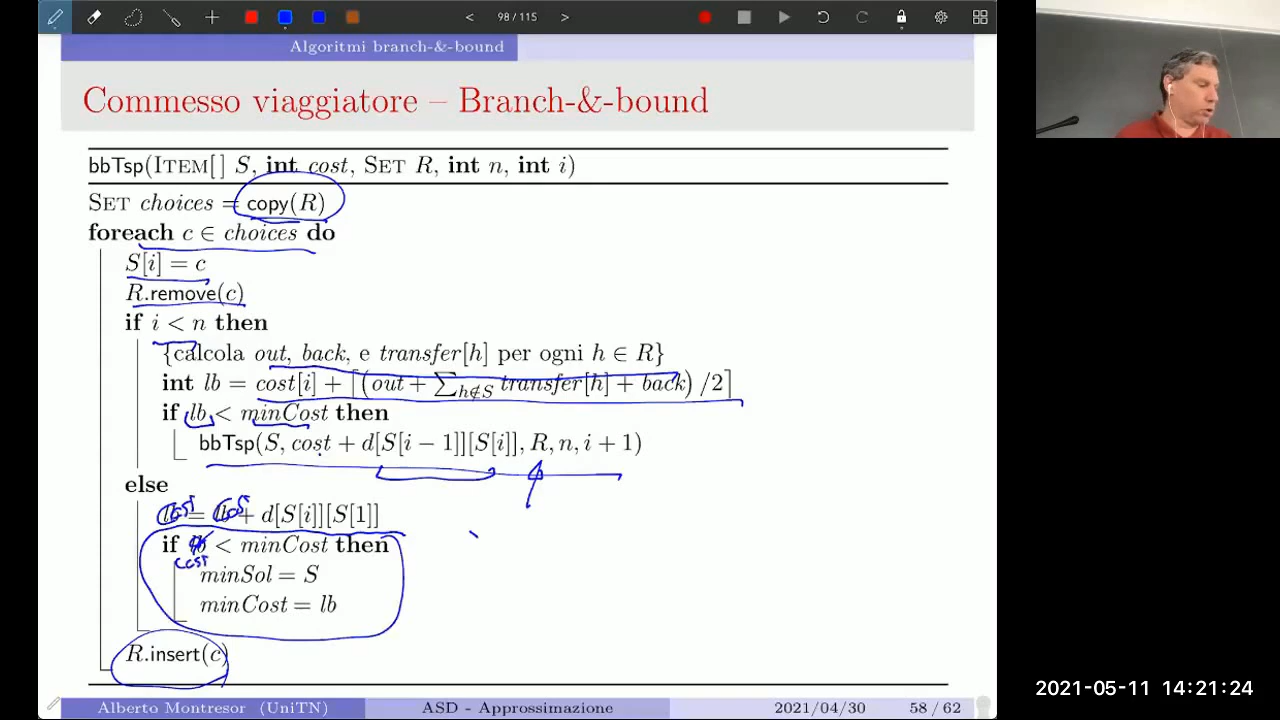 < 98 / 115 >
Algoritmi branch-&-bound
Commesso viaggiatore – Branch-&-bound
bbTsp(ITEM[ ] S, int cost, SET R, int n, int i)
SET choices = copy(R)
foreach c ∈ choices do
S[i] = c
R.remove(c)
if i < n then
{calcola out, back, e transfer[h] per ogni h ∈ R}
int lb = cost[i] + ⌈(out + ∑h∉S transfer[h] + back) /2⌉
if lb < minCost then
bbTsp(S, cost + d[S[i − 1]][S[i]], R, n, i + 1)
else
cost = cost + d[S[i]][S[1]]
if lb < minCost then
cost
minSol = S
minCost = lb
R.insert(c)
Alberto Montresor (UniTN) ASD - Approssimazione 2021/04/30 58 / 62
2021-05-11 14:21:24